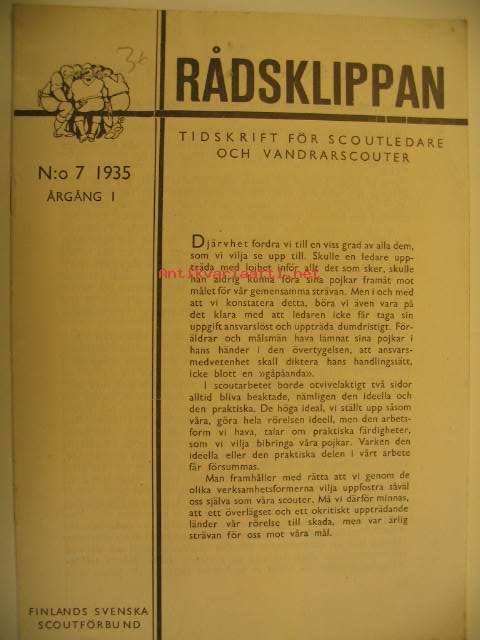 36
RÅDSKLIPPAN
TIDSKRIFT FÖR SCOUTLEDARE
OCH VANDRARSCOUTER
N:o 7 1935
ÅRGÅNG I
Djärvhet fordra vi till en viss grad av alla dem,
som vi vilja se upp till. Skulle en ledare upp-
träda med lojhet inför allt det som sker, skulle
han aldrig kunna föra sina pojkar framåt mot
målet för vår gemensamma strävan. Men i och med
att vi konstatera detta, böra vi även vara på
det klara med att ledaren icke får taga sin
uppgift ansvarslöst och uppträda dumdristigt. För-
äldrar och målsmän hava lämnat sina pojkar i
hans händer i den övertygelsen, att ansvars-
medvetenhet skall diktera hans handlingssätt,
icke blott en »gåpåanda».
I scoutarbetet borde otvivelaktigt två sidor
alltid bliva beaktade, nämligen den ideella och
den praktiska. De höga ideal, vi ställt upp såsom
våra, göra hela rörelsen ideell, men den arbets-
form vi hava, talar om praktiska färdigheter,
som vi vilja bibringa våra pojkar. Varken den
ideella eller den praktiska delen i vårt arbete
får försummas.
Man framhåller med rätta att vi genom de
olika verksamhetsformerna vilja uppfostra såväl
oss själva som våra scouter. Må vi därför minnas,
att ett överlägset och ett okritiskt uppträdande
länder vår rörelse till skada, men var ärlig
strävan för oss mot våra mål.
Antikvariaatti.net
FINLANDS SVENSKA
SCOUTFÖRBUND